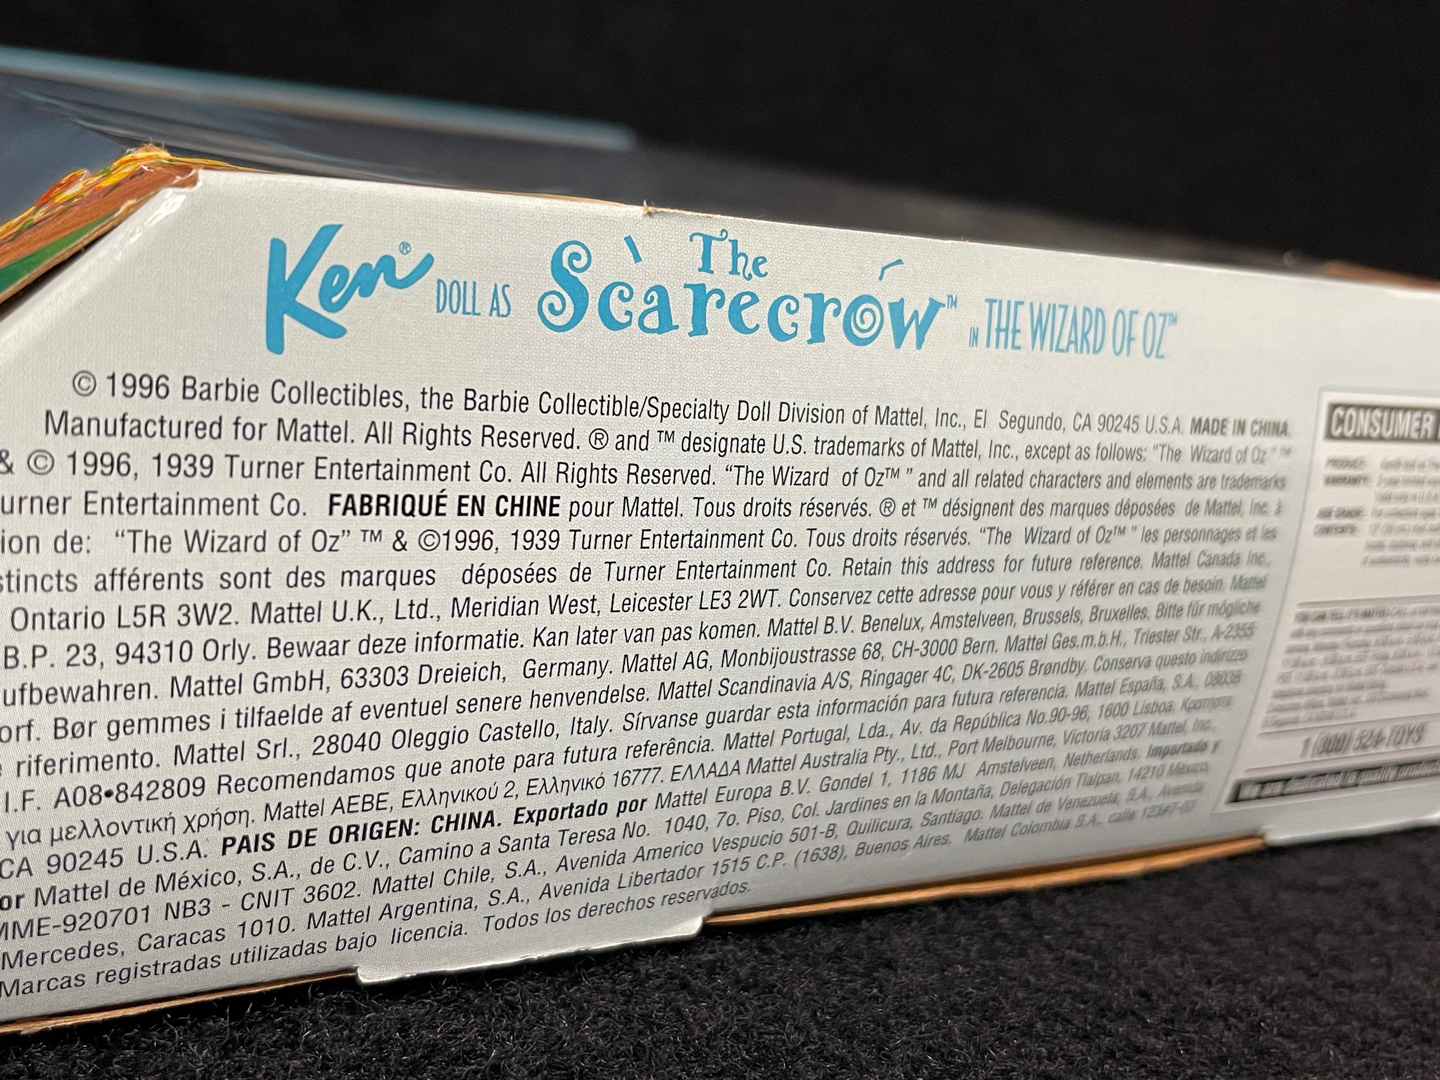 Ken® DOLL AS The Scarecrow™ IN THE WIZARD OF OZ™
© 1996 Barbie Collectibles, the Barbie Collectible/Specialty Doll Division of Mattel, Inc., El Segundo, CA 90245 U.S.A. MADE IN CHINA.
Manufactured for Mattel. All Rights Reserved. ® and ™ designate U.S. trademarks of Mattel, Inc., except as follows: “The Wizard of Oz” ™
& © 1996, 1939 Turner Entertainment Co. All Rights Reserved. “The Wizard of Oz™ ” and all related characters and elements are trademarks
urner Entertainment Co. FABRIQUÉ EN CHINE pour Mattel. Tous droits réservés. ® et ™ désignent des marques déposées de Mattel, Inc. à
ion de: “The Wizard of Oz” ™ & ©1996, 1939 Turner Entertainment Co. Tous droits réservés. “The Wizard of Oz™ ” les personnages et les
stincts afférents sont des marques déposées de Turner Entertainment Co. Retain this address for future reference. Mattel Canada Inc.,
Ontario L5R 3W2. Mattel U.K., Ltd., Meridian West, Leicester LE3 2WT. Conservez cette adresse pour vous y référer en cas de besoin. Mattel
B.P. 23, 94310 Orly. Bewaar deze informatie. Kan later van pas komen. Mattel B.V. Benelux, Amstelveen, Brussels, Bruxelles. Bitte für mögliche
ufbewahren. Mattel GmbH, 63303 Dreieich, Germany. Mattel AG, Monbijoustrasse 68, CH-3000 Bern. Mattel Ges.m.b.H., Triester Str., A-2355
orf. Bør gemmes i tilfaelde af eventuel senere henvendelse. Mattel Scandinavia A/S, Ringager 4C, DK-2605 Brøndby. Conserva questo indirizzo
riferimento. Mattel Srl., 28040 Oleggio Castello, Italy. Sírvanse guardar esta información para futura referencia. Mattel España, S.A., 08036
I.F. A08•842809 Recomendamos que anote para futura referência. Mattel Portugal, Lda., Av. da República No.90-96, 1600 Lisboa. Κρατήστε
για μελλοντική χρήση. Mattel AEBE, Ελληνικού 2, Ελληνικό 16777. ΕΛΛΑΔΑ Mattel Australia Pty., Ltd., Port Melbourne, Victoria 3207 Mattel, Inc.,
CA 90245 U.S.A. PAIS DE ORIGEN: CHINA. Exportado por Mattel Europa B.V. Gondel 1, 1186 MJ Amstelveen, Netherlands. Importado y
or Mattel de México, S.A., de C.V., Camino a Santa Teresa No. 1040, 7o. Piso, Col. Jardines en la Montaña, Delegación Tlalpan, 14210 México,
MME-920701 NB3 - CNIT 3602. Mattel Chile, S.A., Avenida Americo Vespucio 501-B, Quilicura, Santiago. Mattel de Venezuela, S.A., Avenida
Mercedes, Caracas 1010. Mattel Argentina, S.A., Avenida Libertador 1515 C.P. (1638), Buenos Aires. Mattel Colombia S.A., calle 123#7-07
Marcas registradas utilizadas bajo licencia. Todos los derechos reservados.
CONSUMER
PRODUCT:
WARRANTY:
CONTENTS:
1 (800) 524-TOYS
We are dedicated to quality product